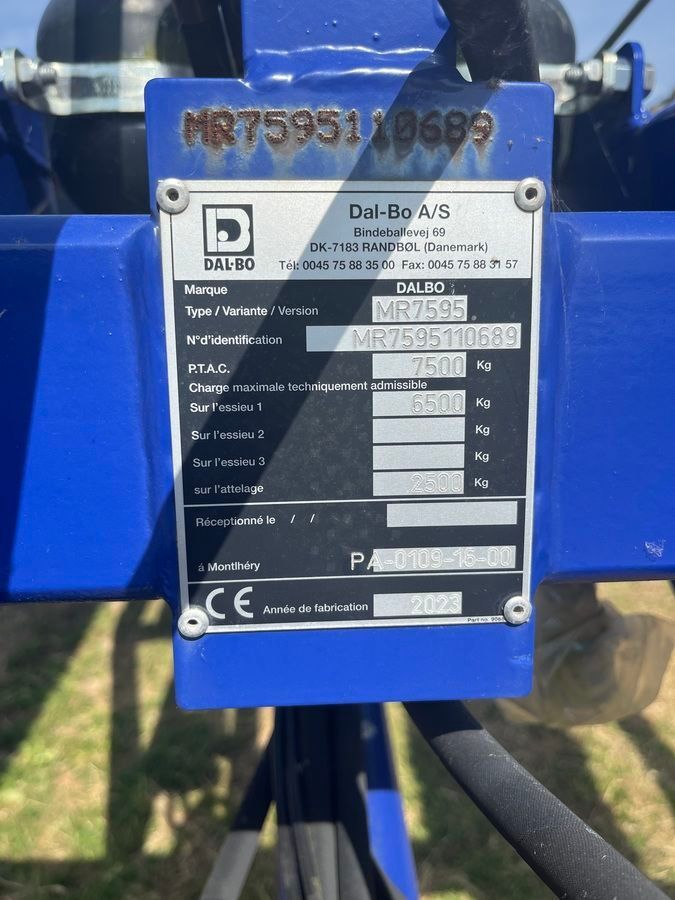 MR7595110689
Dal-Bo A/S
Bindeballevej 69
DK-7183 RANDBØL (Danemark)
Tél: 0045 75 88 35 00 Fax: 0045 75 88 31 57
DAL-BO
Marque DALBO
Type / Variante / Version MR7595
N°d'identification MR7595110689
P.T.A.C. 7500 Kg
Charge maximale techniquement admissible
Sur l'essieu 1 6500 Kg
Sur l'essieu 2 Kg
Sur l'essieu 3 Kg
sur l'attelage 2500 Kg
Réceptionné le / /
á Montlhéry PA-0109-16-00
CE Année de fabrication 2023
Part no.